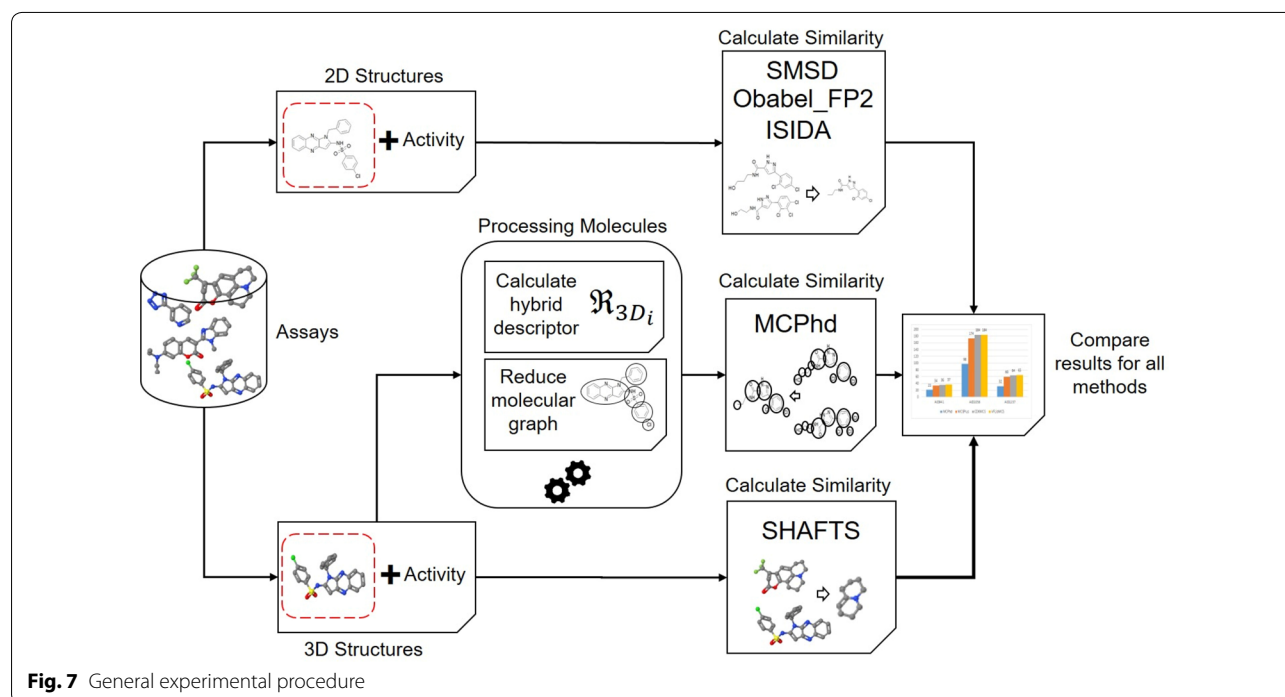 Calculate Similarity
SMSD
Obabel_FP2
ISIDA
2D Structures
+ Activity
Processing Molecules
Calculate
hybrid
descriptor
ℜ3Di
Reduce
molecular
graph
Assays
Calculate Similarity
MCPhd
Compare
results for all
methods
Calculate Similarity
SHAFTS
+ Activity
3D Structures
Fig. 7 General experimental procedure